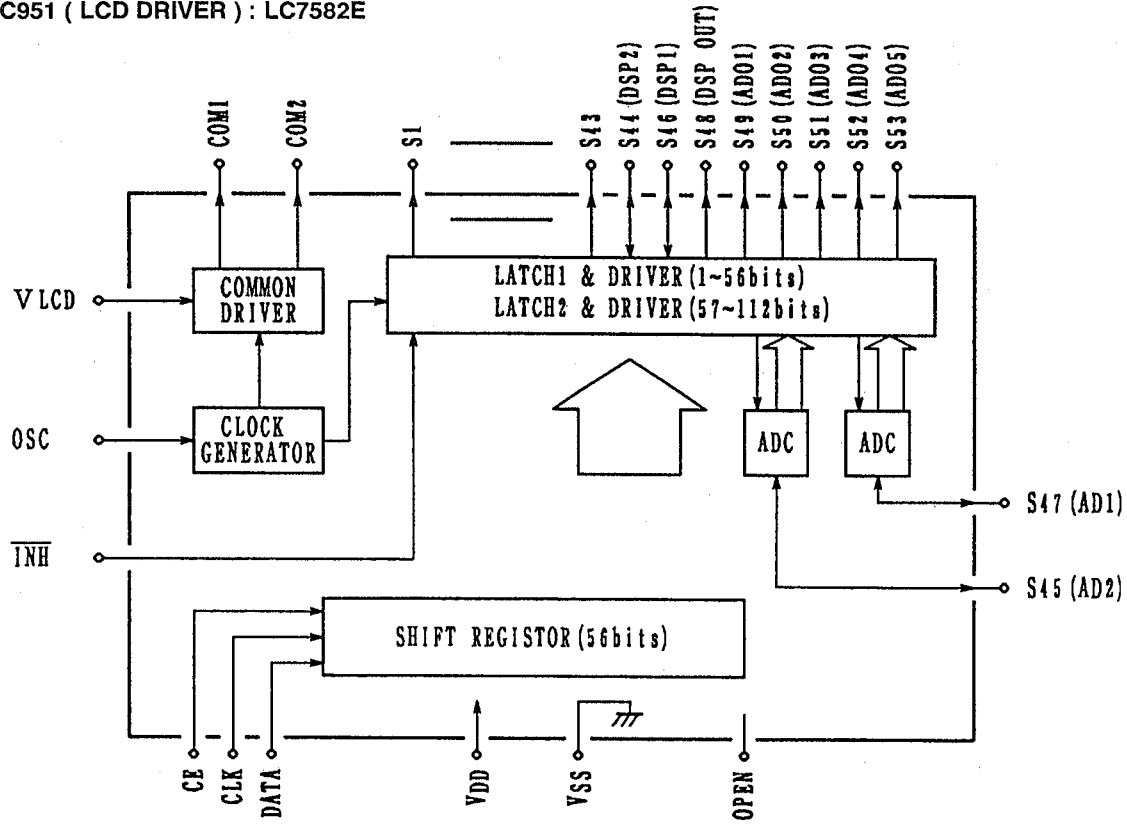 C951 ( LCD DRIVER ) : LC7582E
COM1
COM2
S1
S43
S44 (DSP2)
S46 (DSP1)
S48 (DSP OUT)
S49 (ADO1)
S50 (ADO2)
S51 (ADO3)
S52 (ADO4)
S53 (ADO5)
VLCD
COMMON
DRIVER
LATCH1 & DRIVER(1~56bits)
LATCH2 & DRIVER(57~112bits)
OSC
CLOCK
GENERATOR
ADC
ADC
S47 (AD1)
INH
S45 (AD2)
SHIFT REGISTOR(56bits)
CE
CLK
DATA
VDD
VSS
OPEN